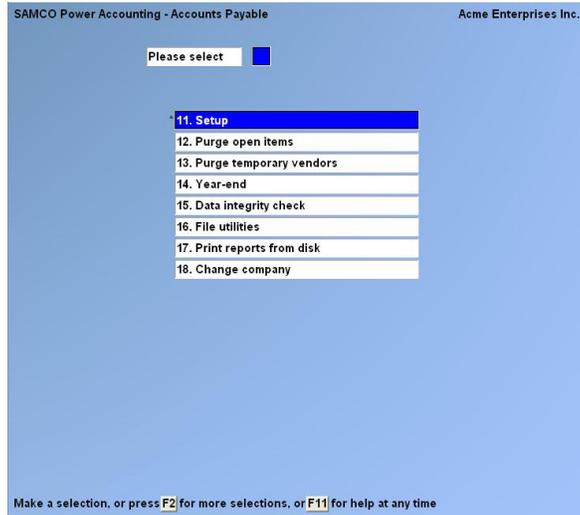 SAMCO Power Accounting - Accounts Payable Acme Enterprises Inc.
Please select
11. Setup
12. Purge open items
13. Purge temporary vendors
14. Year-end
15. Data integrity check
16. File utilities
17. Print reports from disk
18. Change company
Make a selection, or press F2 for more selections, or F11 for help at any time